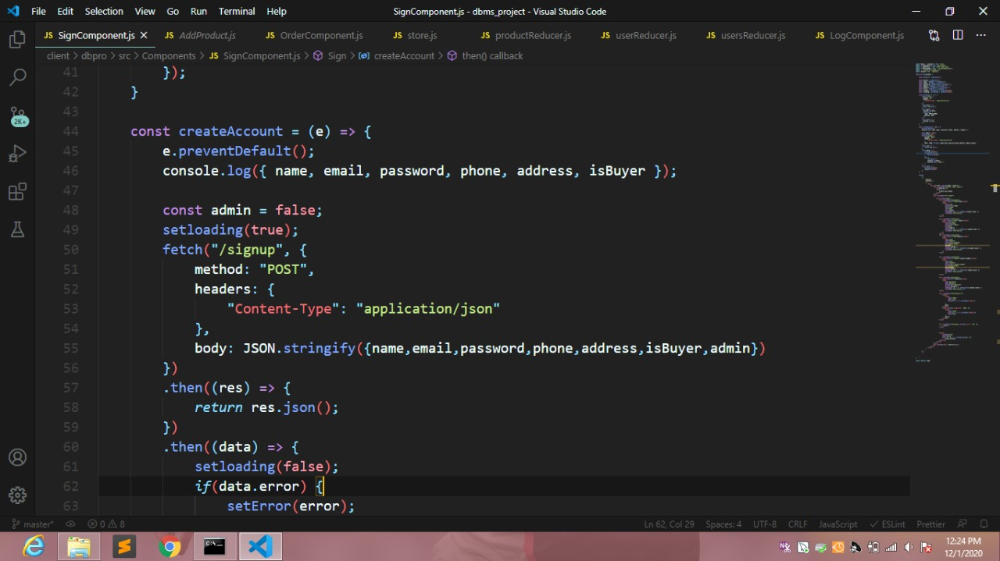 File Edit Selection View Go Run Terminal Help SignComponent.js - dbms_project - Visual Studio Code
JS SignComponent.js JS AddProduct.js JS OrderComponent.js JS store.js JS productReducer.js JS userReducer.js JS usersReducer.js JS LogComponent.js
client > dbpro > src > Components > JS SignComponent.js > Sign > createAccount > then() callback
41 });
42 }
43
44 const createAccount = (e) => {
45 e.preventDefault();
46 console.log({ name, email, password, phone, address, isBuyer });
47
48 const admin = false;
49 setloading(true);
50 fetch("/signup", {
51 method: "POST",
52 headers: {
53 "Content-Type": "application/json"
54 },
55 body: JSON.stringify({name,email,password,phone,address,isBuyer,admin})
56 })
57 .then((res) => {
58 return res.json();
59 })
60 .then((data) => {
61 setloading(false);
62 if(data.error) {
63 setError(error);
2K+
master* 0 8 Ln 62, Col 29 Spaces: 4 UTF-8 CRLF JavaScript ESLint Prettier
12:24 PM
12/1/2020